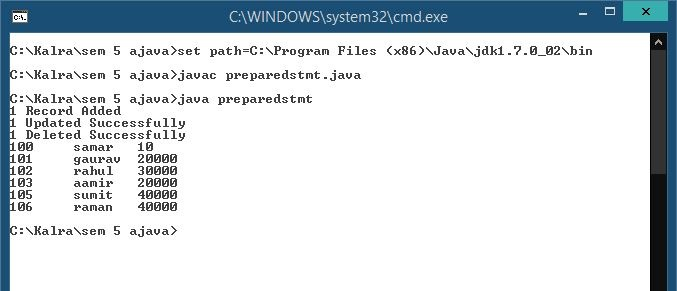 C:\WINDOWS\system32\cmd.exe
C:\Kalra\sem 5 ajava>set path=C:\Program Files (x86)\Java\jdk1.7.0_02\bin
C:\Kalra\sem 5 ajava>javac preparedstmt.java
C:\Kalra\sem 5 ajava>java preparedstmt
1 Record Added
1 Updated Successfully
1 Deleted Successfully
100 samar 10
101 gaurav 20000
102 rahul 30000
103 aamir 20000
105 sumit 40000
106 raman 40000
C:\Kalra\sem 5 ajava>